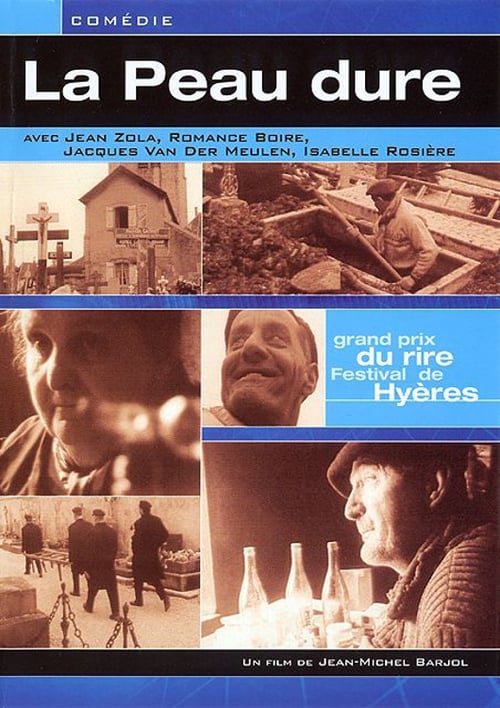 COMÉDIE
La Peau dure
AVEC JEAN ZOLA, ROMANCE BOIRE,
JACQUES VAN DER MEULEN, ISABELLE ROSIÈRE
grand prix
du rire
Festival de
Hyères
UN FILM DE JEAN-MICHEL BARJOL